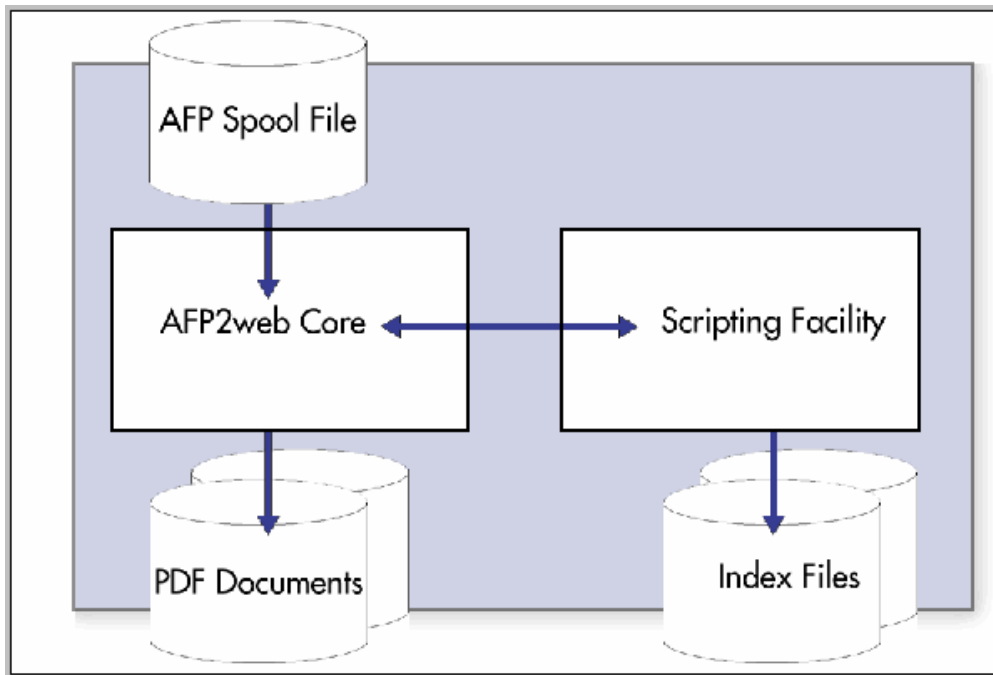 AFP Spool File
AFP2web Core
Scripting Facility
PDF Documents
Index Files